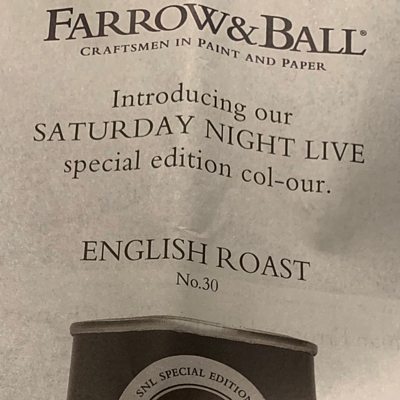 FARROW&BALL®
CRAFTSMEN IN PAINT AND PAPER
Introducing our
SATURDAY NIGHT LIVE
special edition col-our.
ENGLISH ROAST
No.30
SNL SPECIAL EDITION